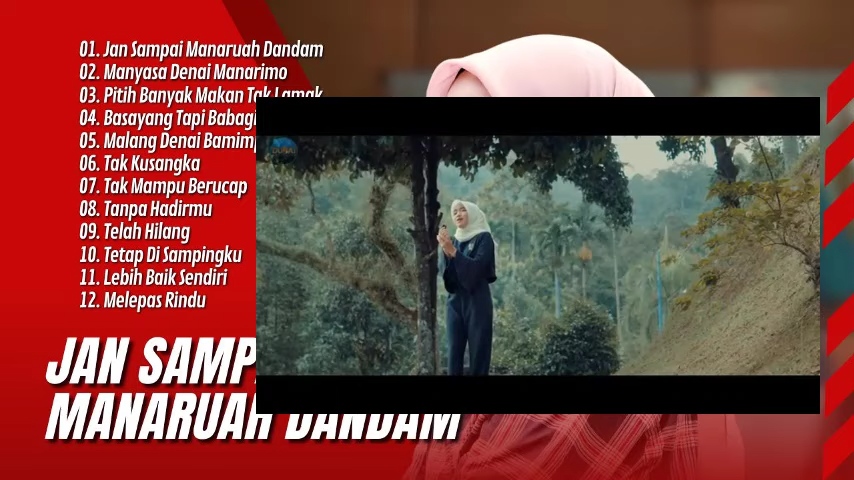 01. Jan Sampai Manaruah Dandam
02. Manyasa Denai Manarimo
03. Pitih Banyak Makan Tak Lamak
04. Basayang Tapi
05. Malang Denai
06. Tak Kusangka
07. Tak Mampu Berucap
08. Tanpa Hadirmu
09. Telah Hilang
10. Tetap Di Sampingku
11. Lebih Baik Sendiri
12. Melepas Rindu
JAN
MANARUAH DANDAM